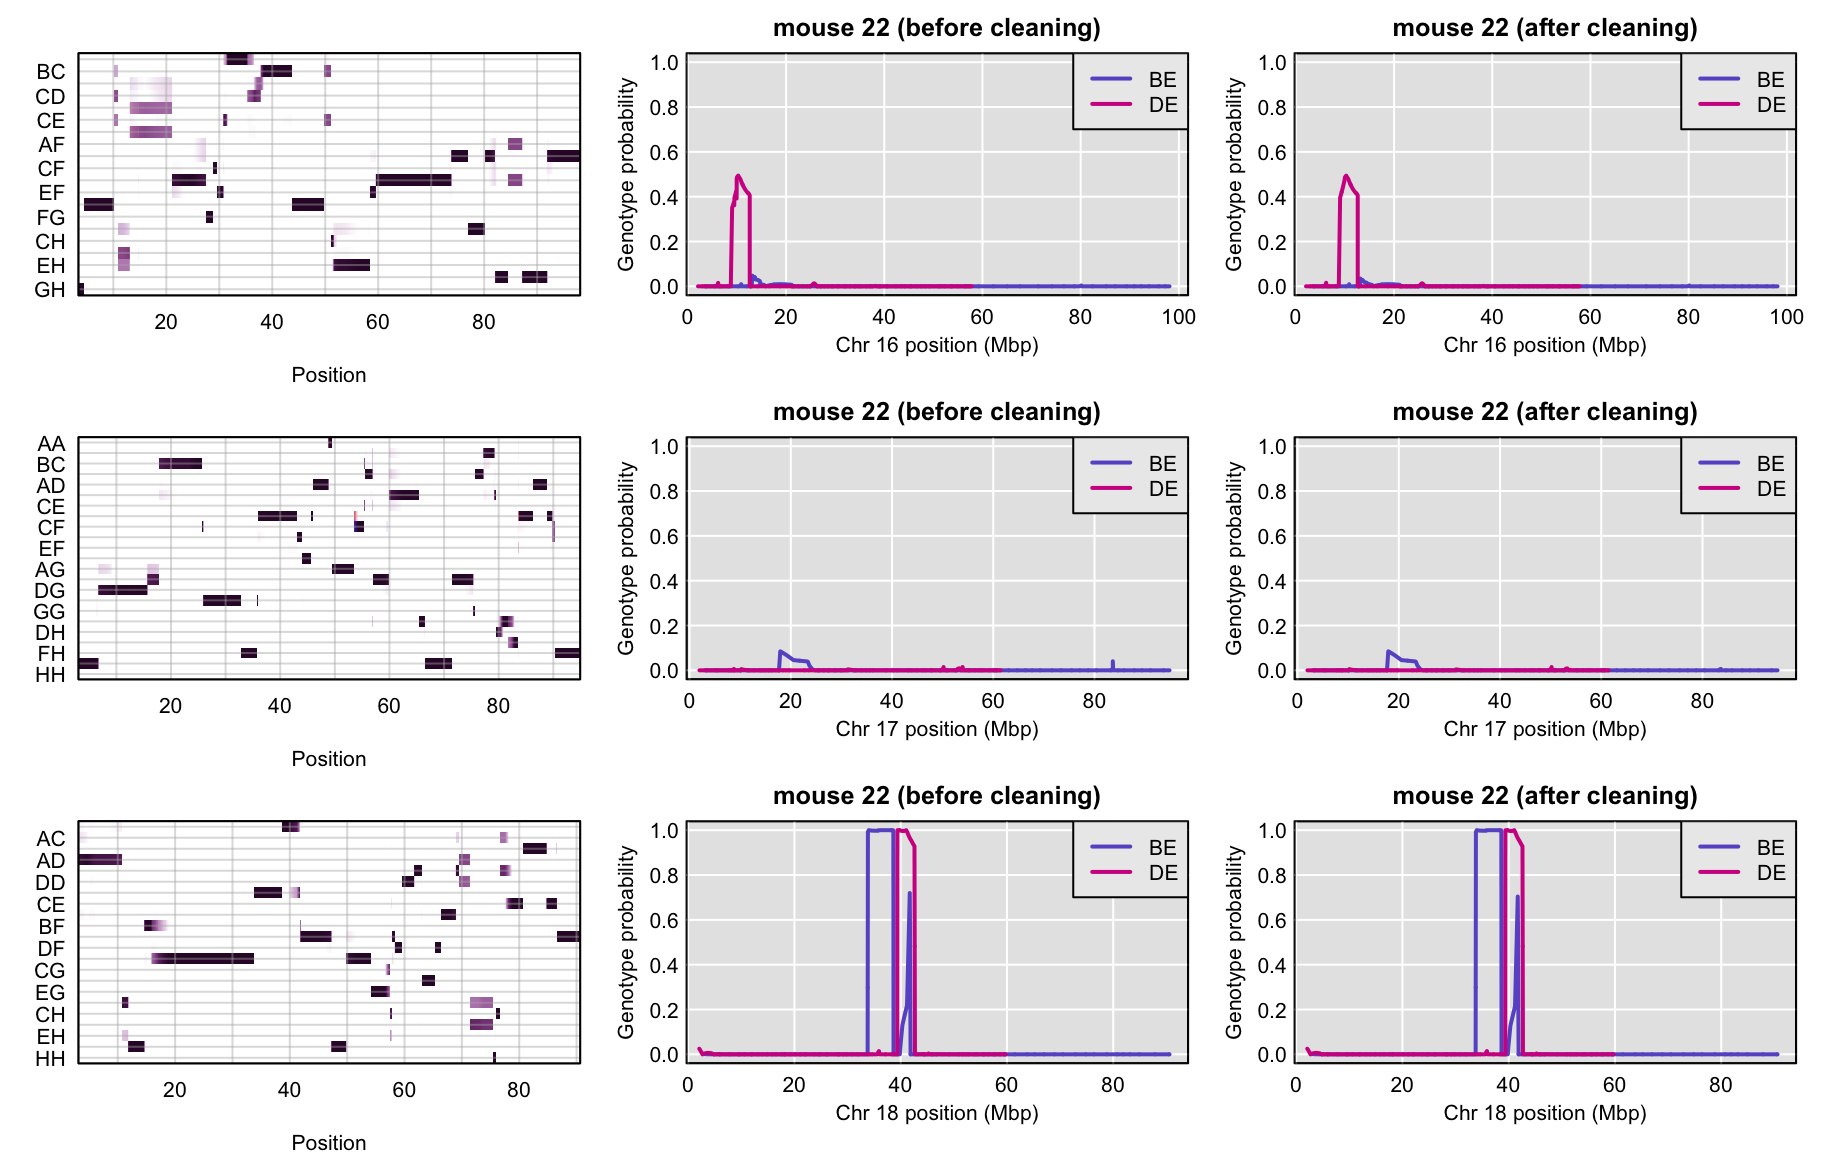 mouse 22 (before cleaning)
mouse 22 (after cleaning)
BC
CD
CE
AF
CF
EF
FG
CH
EH
GH
20 40 60 80
Position
Genotype probability
1.0
0.8
0.6
0.4
0.2
0.0
BE
DE
0 20 40 60 80 100
Chr 16 position (Mbp)
Genotype probability
1.0
0.8
0.6
0.4
0.2
0.0
BE
DE
0 20 40 60 80 100
Chr 16 position (Mbp)
mouse 22 (before cleaning)
mouse 22 (after cleaning)
AA
BC
AD
CE
CF
EF
AG
DG
GG
DH
FH
HH
20 40 60 80
Position
Genotype probability
1.0
0.8
0.6
0.4
0.2
0.0
BE
DE
0 20 40 60 80
Chr 17 position (Mbp)
Genotype probability
1.0
0.8
0.6
0.4
0.2
0.0
BE
DE
0 20 40 60 80
Chr 17 position (Mbp)
mouse 22 (before cleaning)
mouse 22 (after cleaning)
AC
AD
DD
CE
BF
DF
CG
EG
CH
EH
HH
20 40 60 80
Position
Genotype probability
1.0
0.8
0.6
0.4
0.2
0.0
BE
DE
0 20 40 60 80
Chr 18 position (Mbp)
Genotype probability
1.0
0.8
0.6
0.4
0.2
0.0
BE
DE
0 20 40 60 80
Chr 18 position (Mbp)